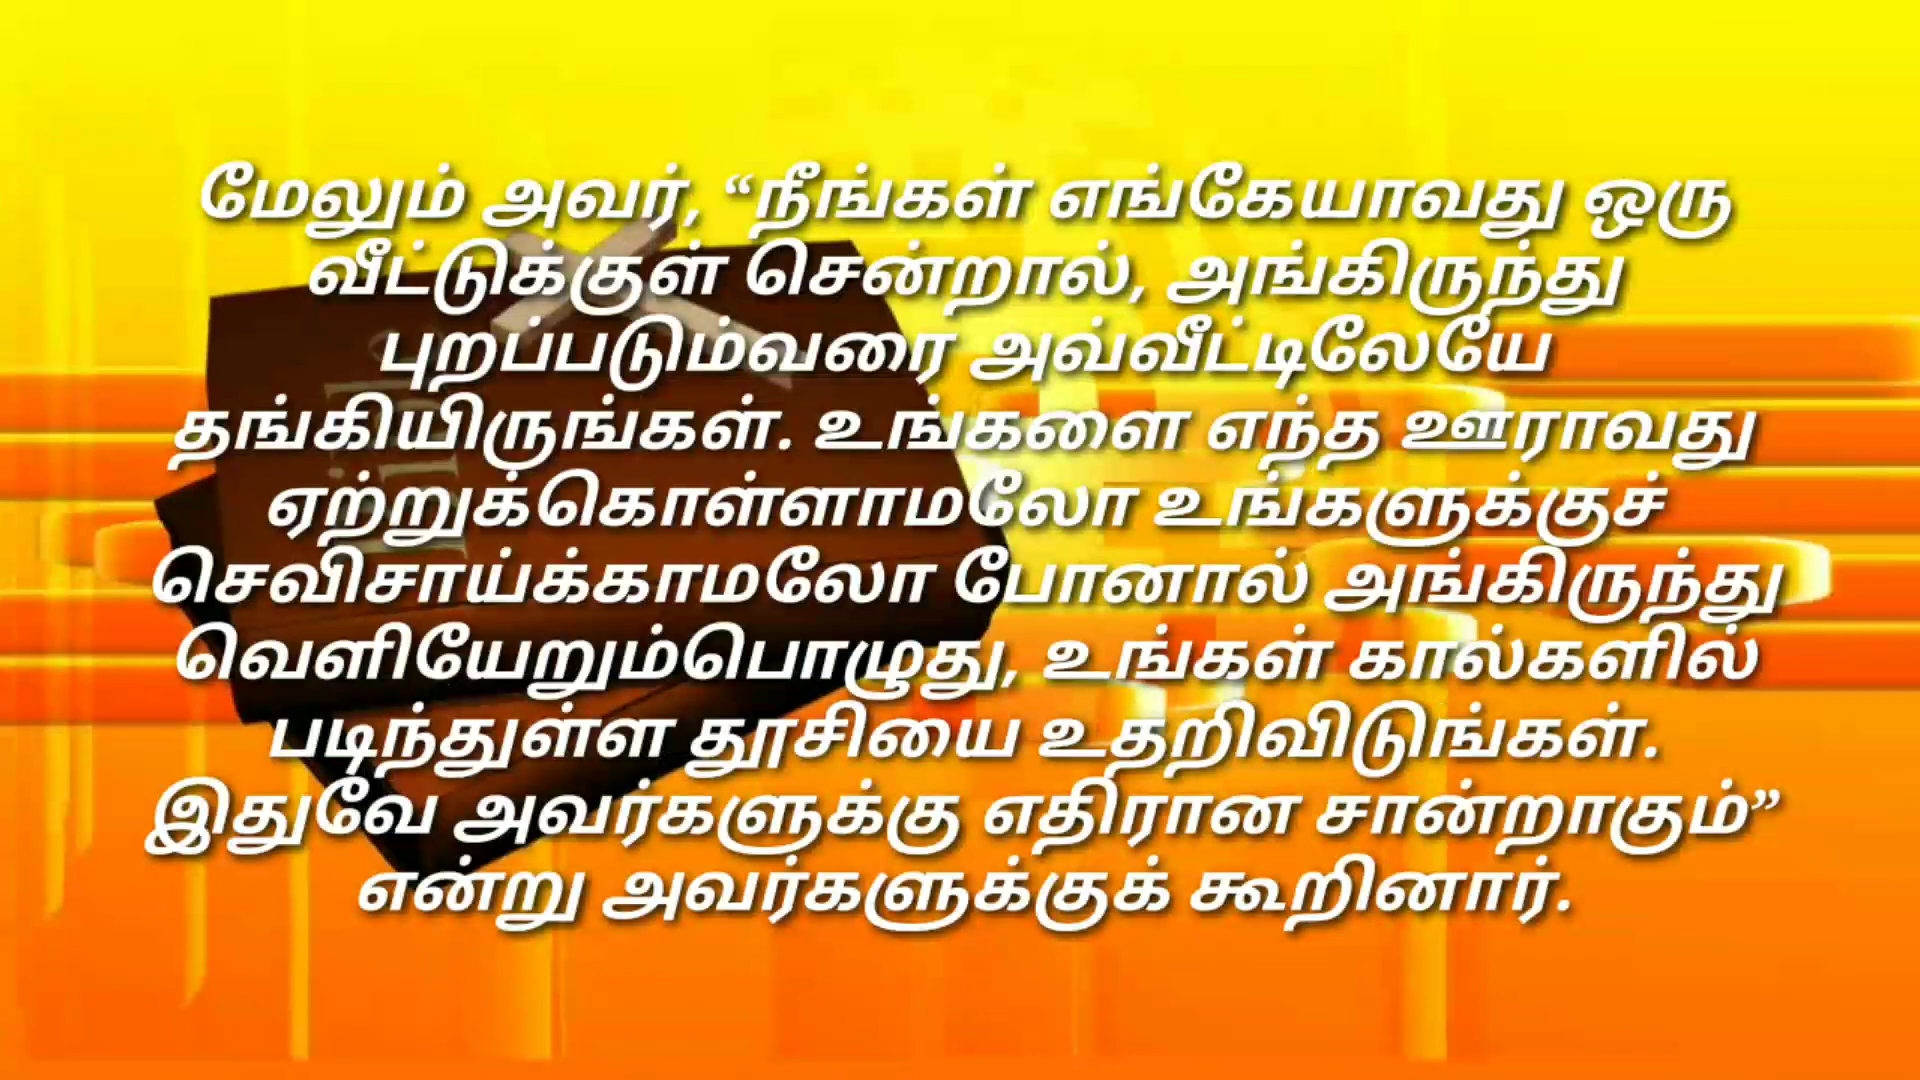 மேலும் அவர், “நீங்கள் எங்கேயாவது ஒரு
வீட்டுக்குள் சென்றால், அங்கிருந்து
புறப்படும்வரை அவ்வீட்டிலேயே
தங்கியிருங்கள். உங்களை எந்த ஊராவது
ஏற்றுக்கொள்ளாமலோ உங்களுக்குச்
செவிசாய்க்காமலோ போனால் அங்கிருந்து
வெளியேறும்பொழுது, உங்கள் கால்களில்
படிந்துள்ள தூசியை உதறிவிடுங்கள்.
இதுவே அவர்களுக்கு எதிரான சான்றாகும்”
என்று அவர்களுக்குக் கூறினார்.